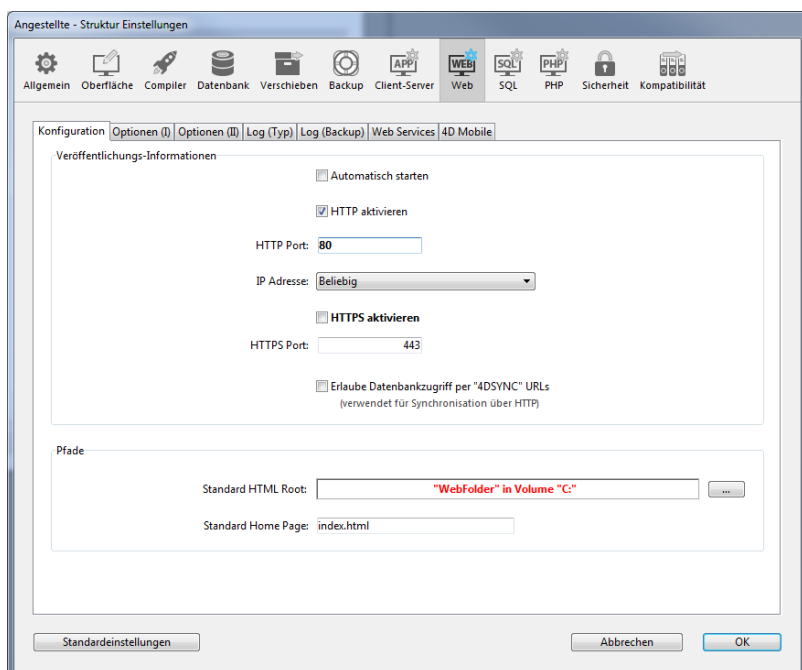 Angestellte - Struktur Einstellungen
APP WEB SQL PHP
Allgemein Oberfläche Compiler Datenbank Verschieben Backup Client-Server Web SQL PHP Sicherheit Kompatibilität
Konfiguration Optionen (I) Optionen (II) Log (Typ) Log (Backup) Web Services 4D Mobile
Veröffentlichungs-Informationen
Automatisch starten
HTTP aktivieren
HTTP Port: 80
IP Adresse: Beliebig
HTTPS aktivieren
HTTPS Port: 443
Erlaube Datenbankzugriff per "4DSYNC" URLs
(verwendet für Synchronisation über HTTP)
Pfade
Standard HTML Root: "WebFolder" in Volume "C:" ...
Standard Home Page: index.html
Standardeinstellungen Abbrechen OK